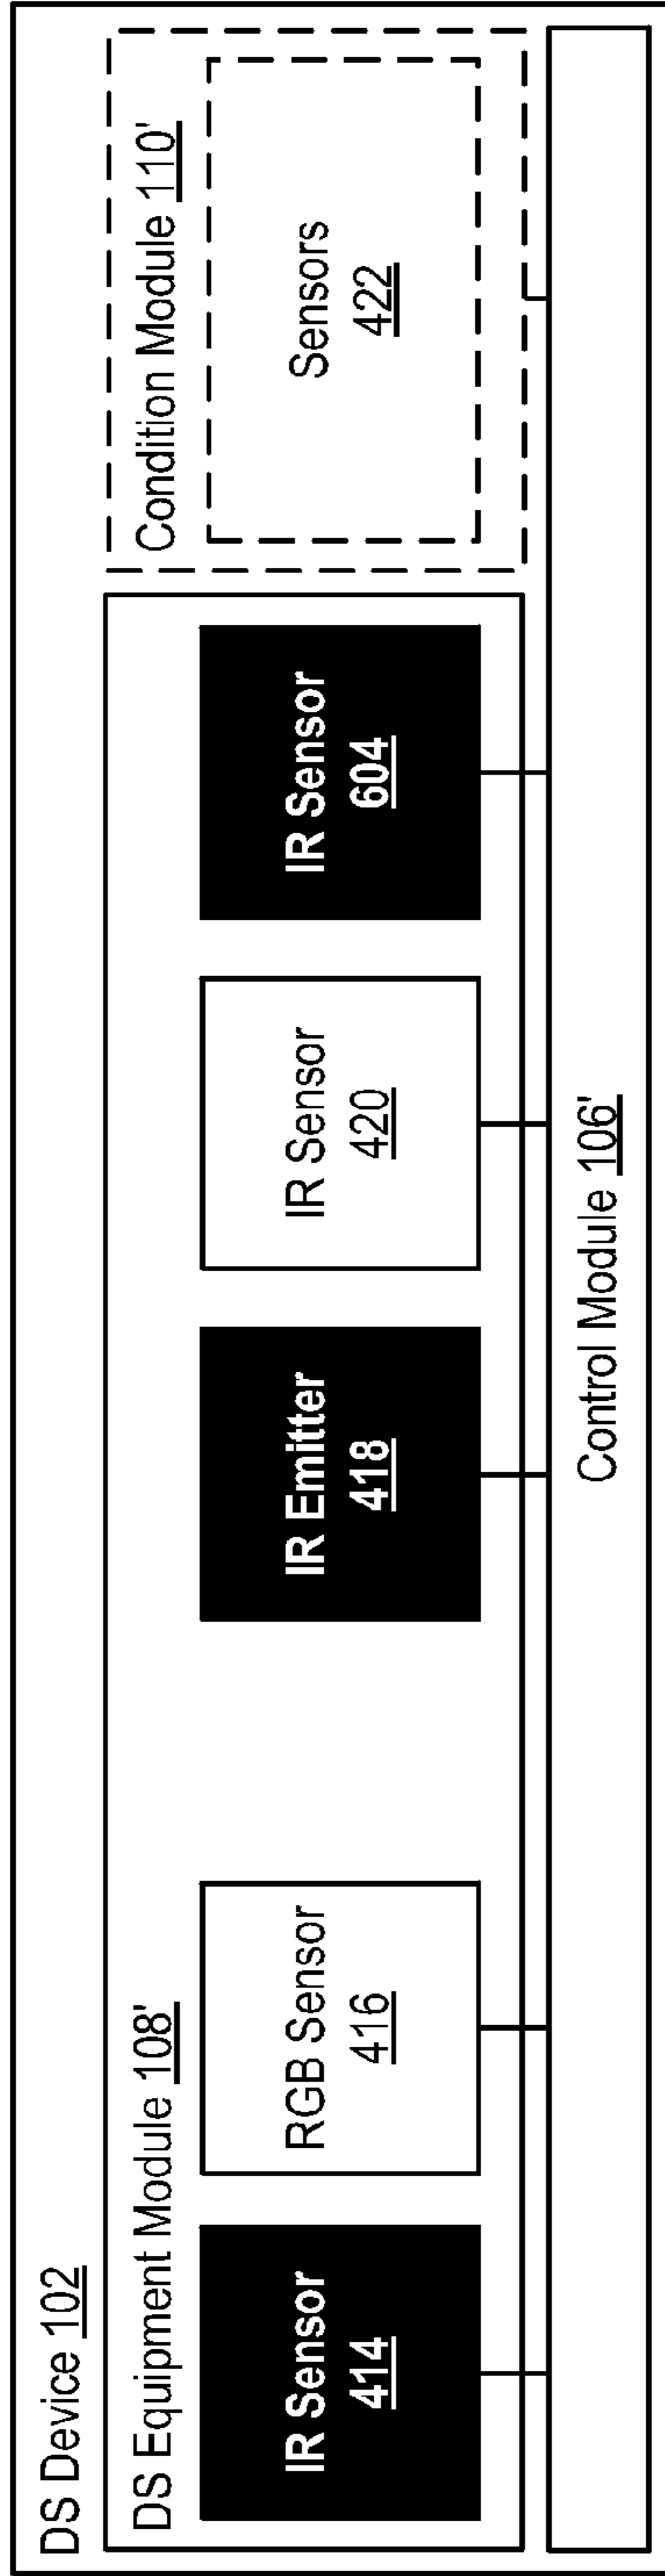 DS Device 102
DS Equipment Module 108'
Condition Module 110'
IR Sensor
414
RGB Sensor
416
IR Emitter
418
IR Sensor
420
IR Sensor
604
Sensors
422
Control Module 106'